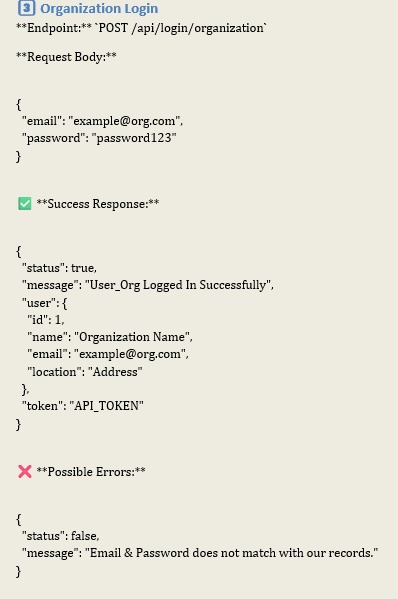 3 Organization Login
**Endpoint:** `POST /api/login/organization`
**Request Body:**
{
"email": "example@org.com",
"password": "password123"
}
✅ **Success Response:**
{
"status": true,
"message": "User_Org Logged In Successfully",
"user": {
"id": 1,
"name": "Organization Name",
"email": "example@org.com",
"location": "Address"
},
"token": "API_TOKEN"
}
❌ **Possible Errors:**
{
"status": false,
"message": "Email & Password does not match with our records."
}